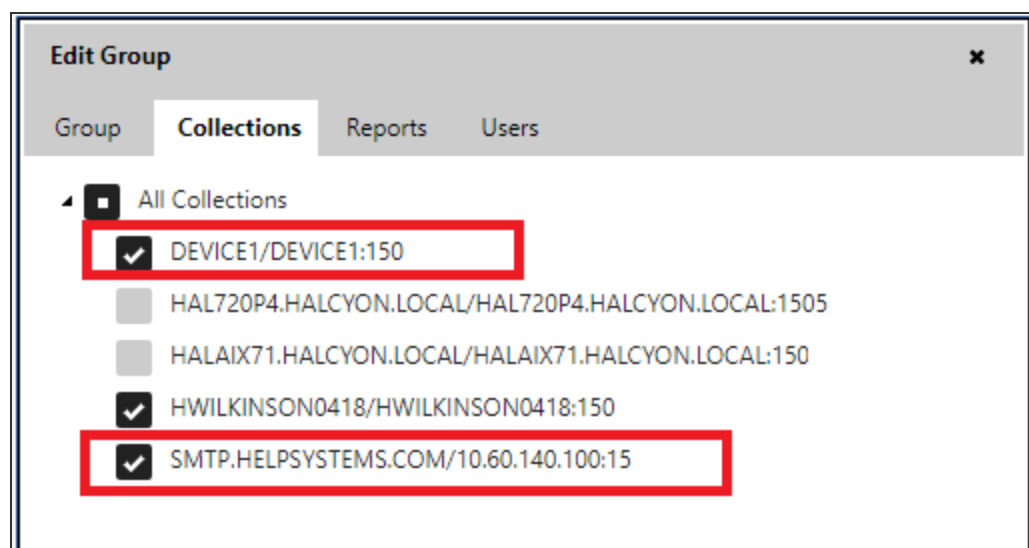 Edit Group
Group Collections Reports Users
All Collections
DEVICE1/DEVICE1:150
HAL720P4.HALCYON.LOCAL/HAL720P4.HALCYON.LOCAL:1505
HALAIX71.HALCYON.LOCAL/HALAIX71.HALCYON.LOCAL:150
HWILKINSON0418/HWILKINSON0418:150
SMTP.HELPSYSTEMS.COM/10.60.140.100:15